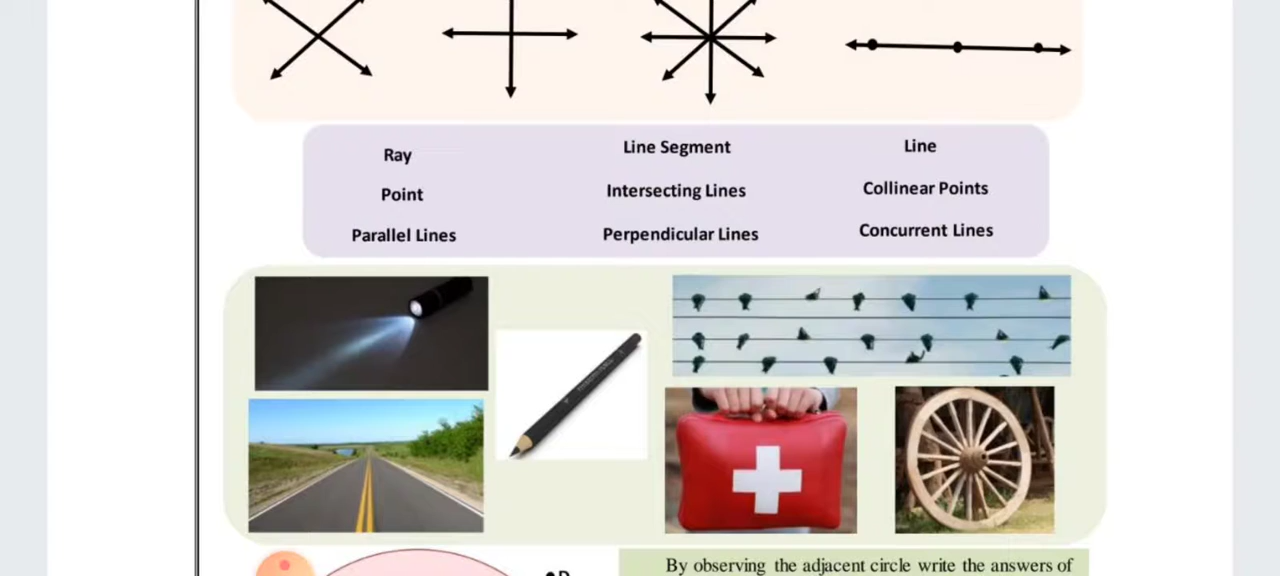 Ray
Line Segment
Line
Point
Intersecting Lines
Collinear Points
Parallel Lines
Perpendicular Lines
Concurrent Lines
By observing the adjacent circle write the answers of